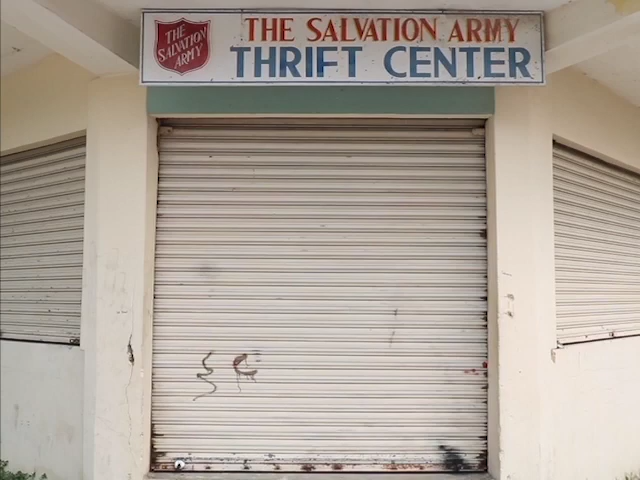 THE
SALVATION
ARMY
THE SALVATION ARMY
THRIFT CENTER